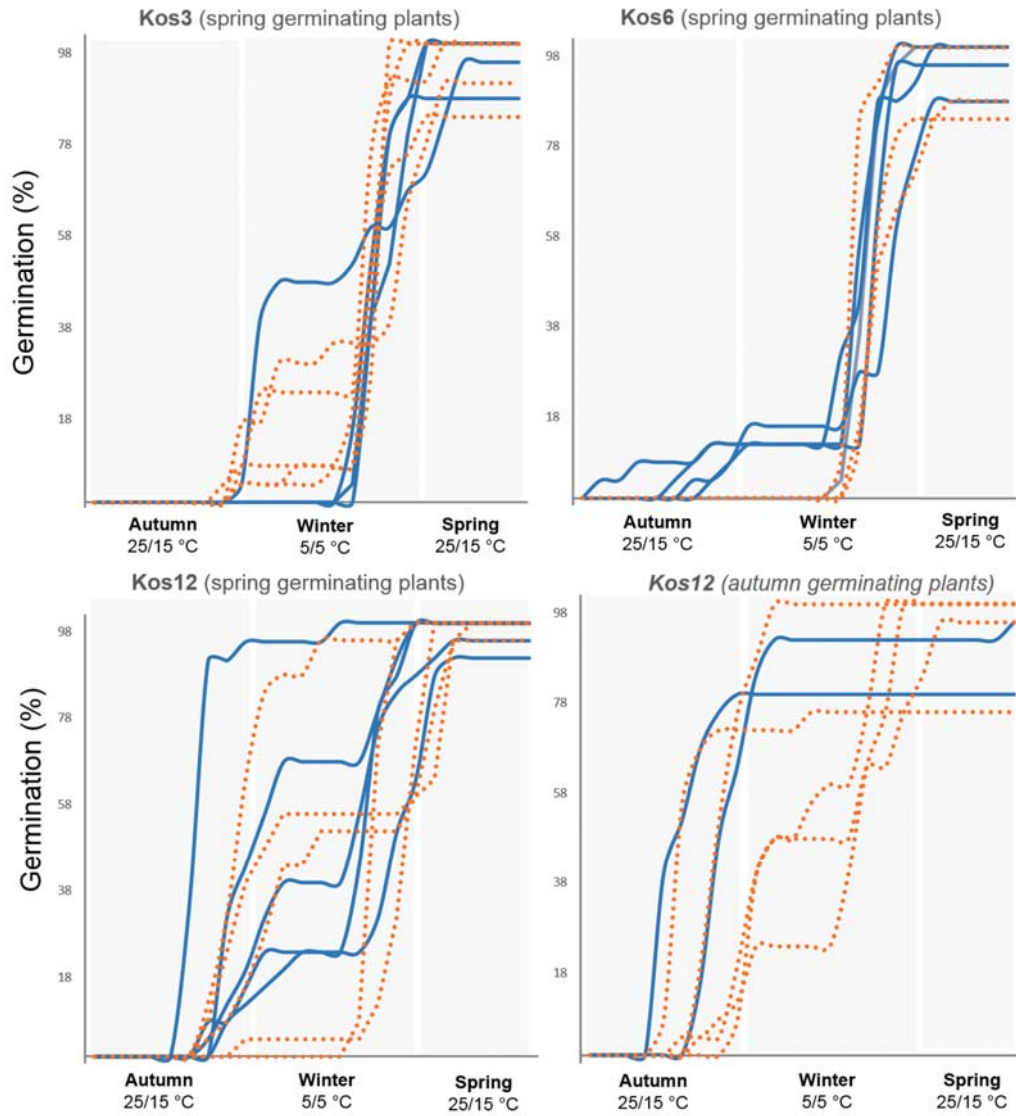 Kos3 (spring germinating plants)
Kos6 (spring germinating plants)
Germination (%)
98
78
58
38
18
98
78
58
38
18
Autumn
25/15 °C
Winter
5/5 °C
Spring
25/15 °C
Autumn
25/15 °C
Winter
5/5 °C
Spring
25/15 °C
Kos12 (spring germinating plants)
Kos12 (autumn germinating plants)
Germination (%)
98
78
58
38
18
98
78
58
38
18
Autumn
25/15 °C
Winter
5/5 °C
Spring
25/15 °C
Autumn
25/15 °C
Winter
5/5 °C
Spring
25/15 °C